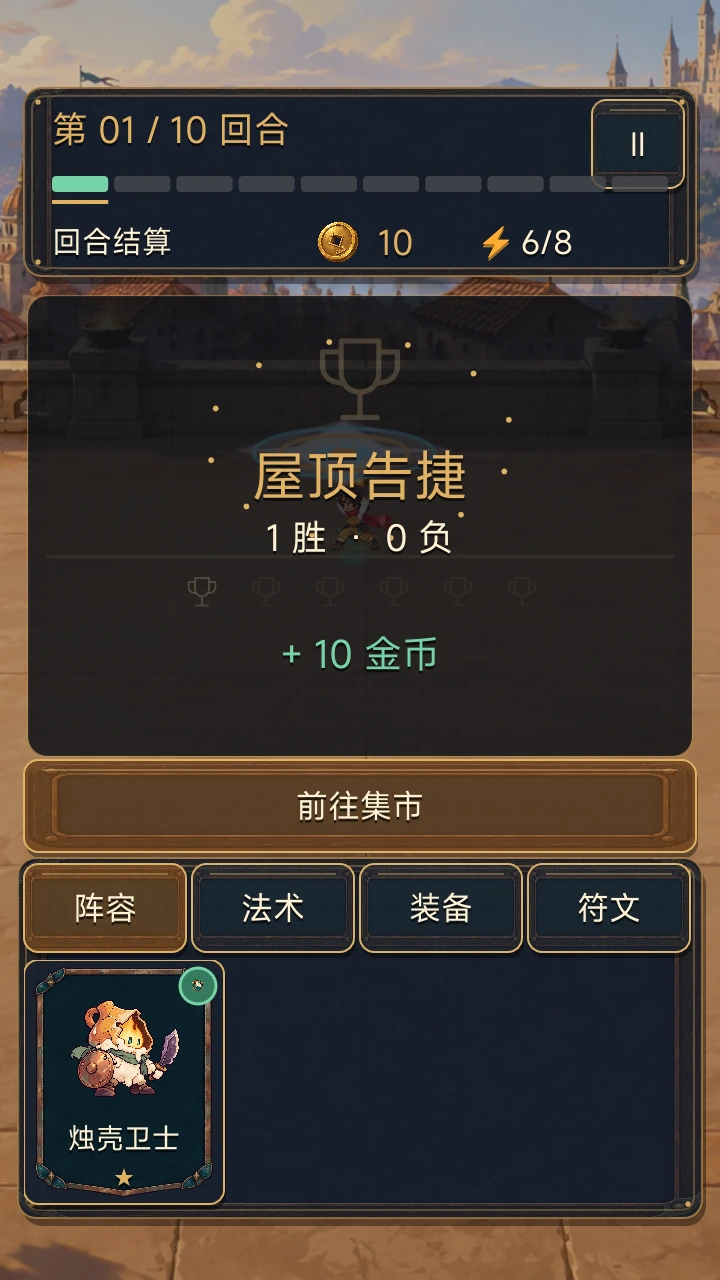 第 01 / 10 回合
回合结算 10 6/8
屋顶告捷
1 胜 · 0 负
+ 10 金币
前往集市
阵容 法术 装备 符文
烛壳卫士